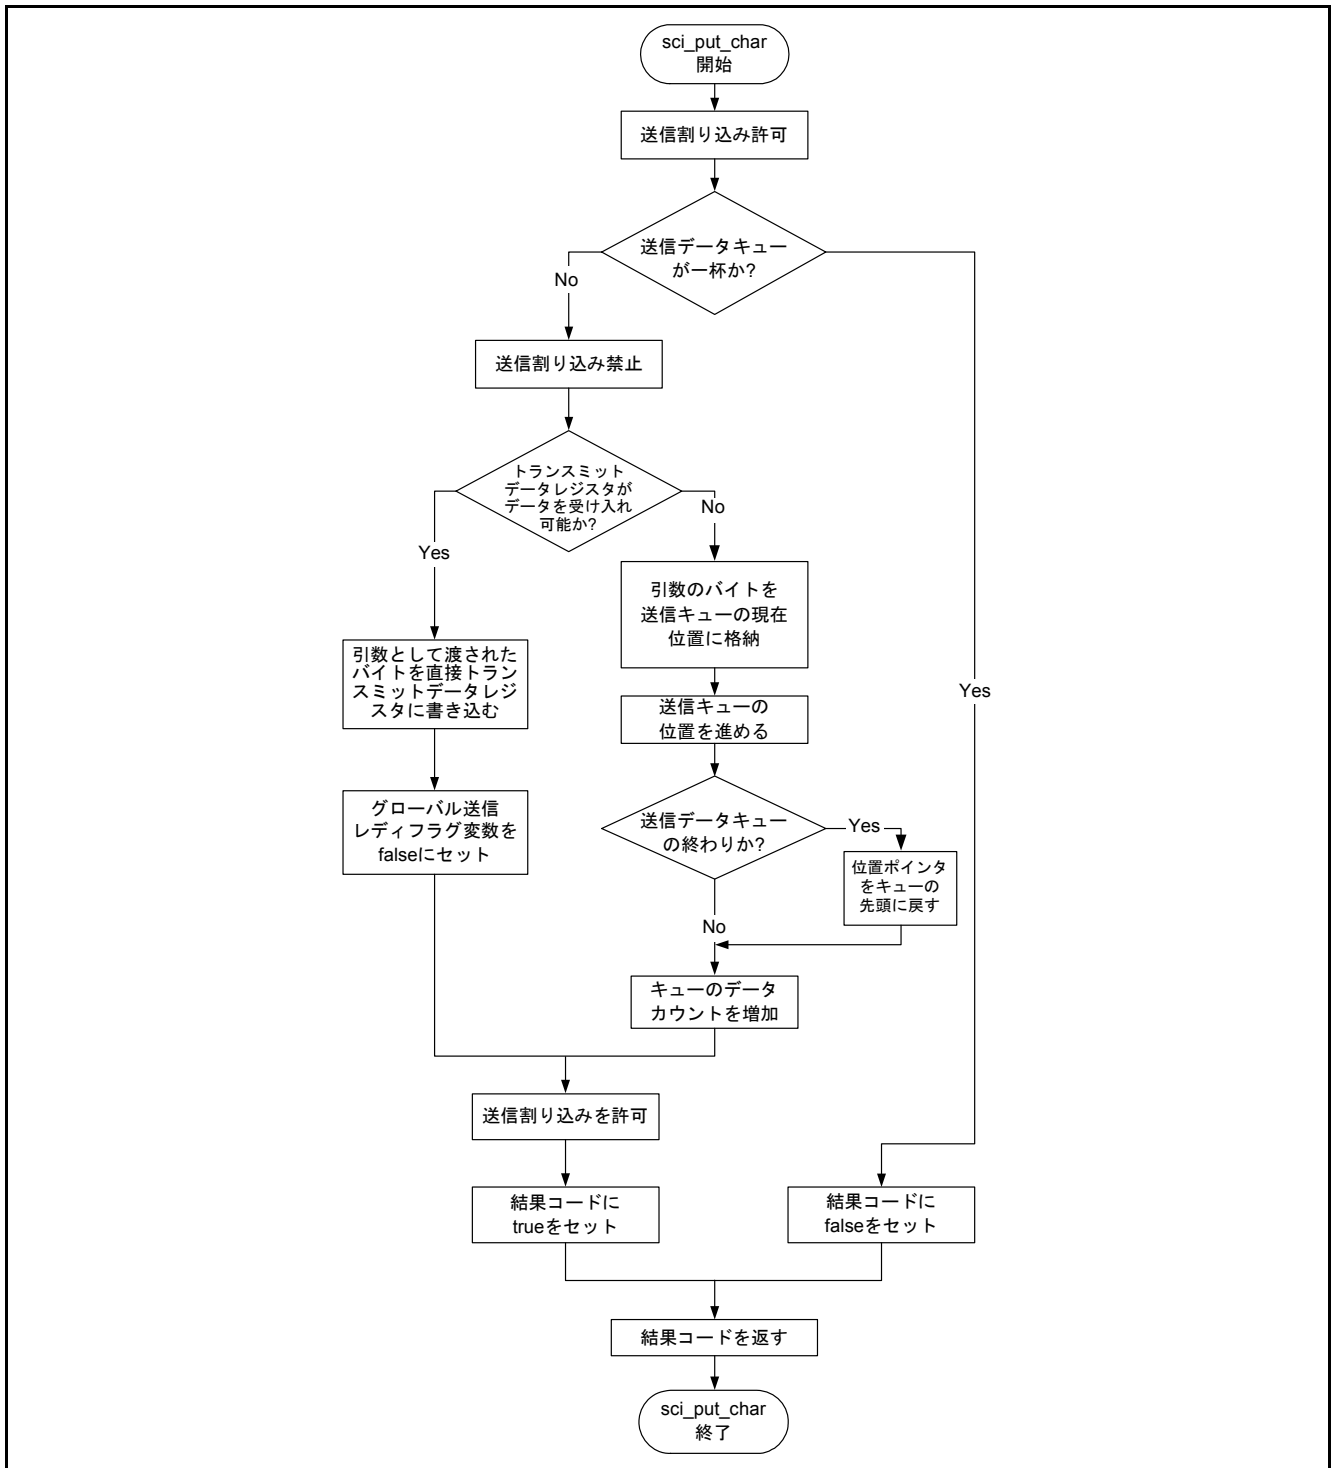 sci_put_char
開始
送信割り込み許可
送信データキュー
が一杯か?
No
送信割り込み禁止
トランスミット
データレジスタが
データを受け入れ
可能か?
No
Yes
引数のバイトを
送信キューの現在
位置に格納
引数として渡された
バイトを直接トラン
スミットデータレジ
スタに書き込む
Yes
送信キューの
位置を進める
グローバル送信
レディフラグ変数を
falseにセット
送信データキュー
の終わりか?
Yes
位置ポインタ
をキューの
先頭に戻す
No
キューのデータ
カウントを増加
送信割り込みを許可
結果コードに
trueをセット
結果コードに
falseをセット
結果コードを返す
sci_put_char
終了